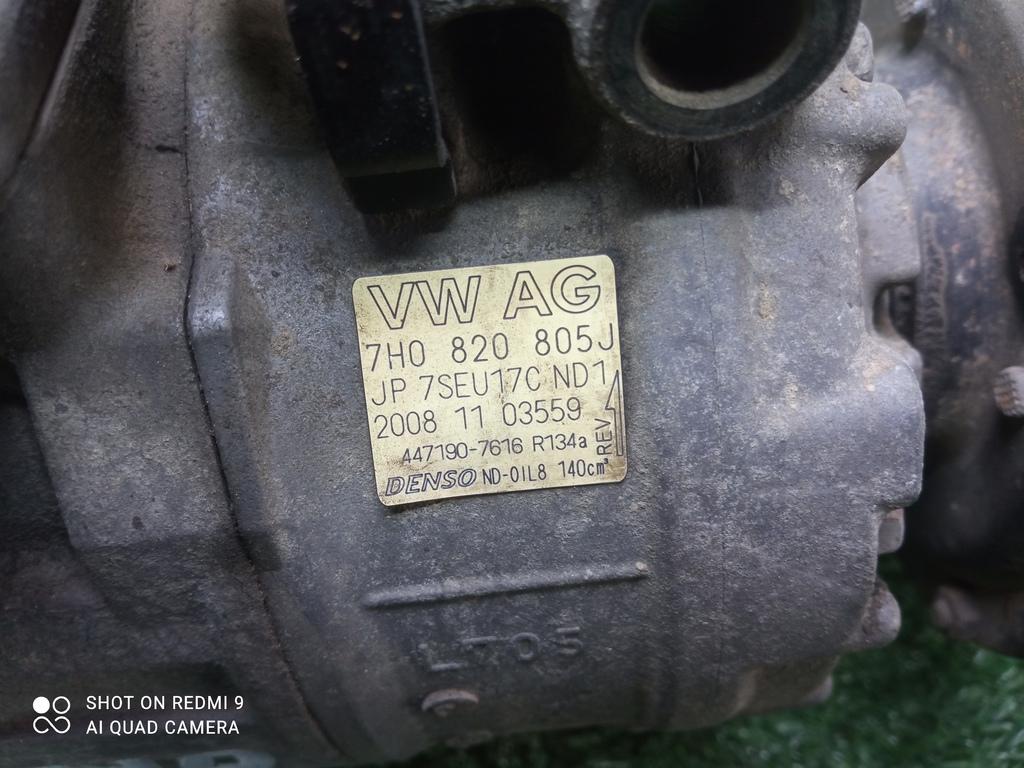 VW AG
7H0 820 805J
JP 7SEU17C ND1
2008 11 03559
447190-7616 R134a
REV
DENSO ND-OIL8 140cm³
L705
SHOT ON REDMI 9
AI QUAD CAMERA